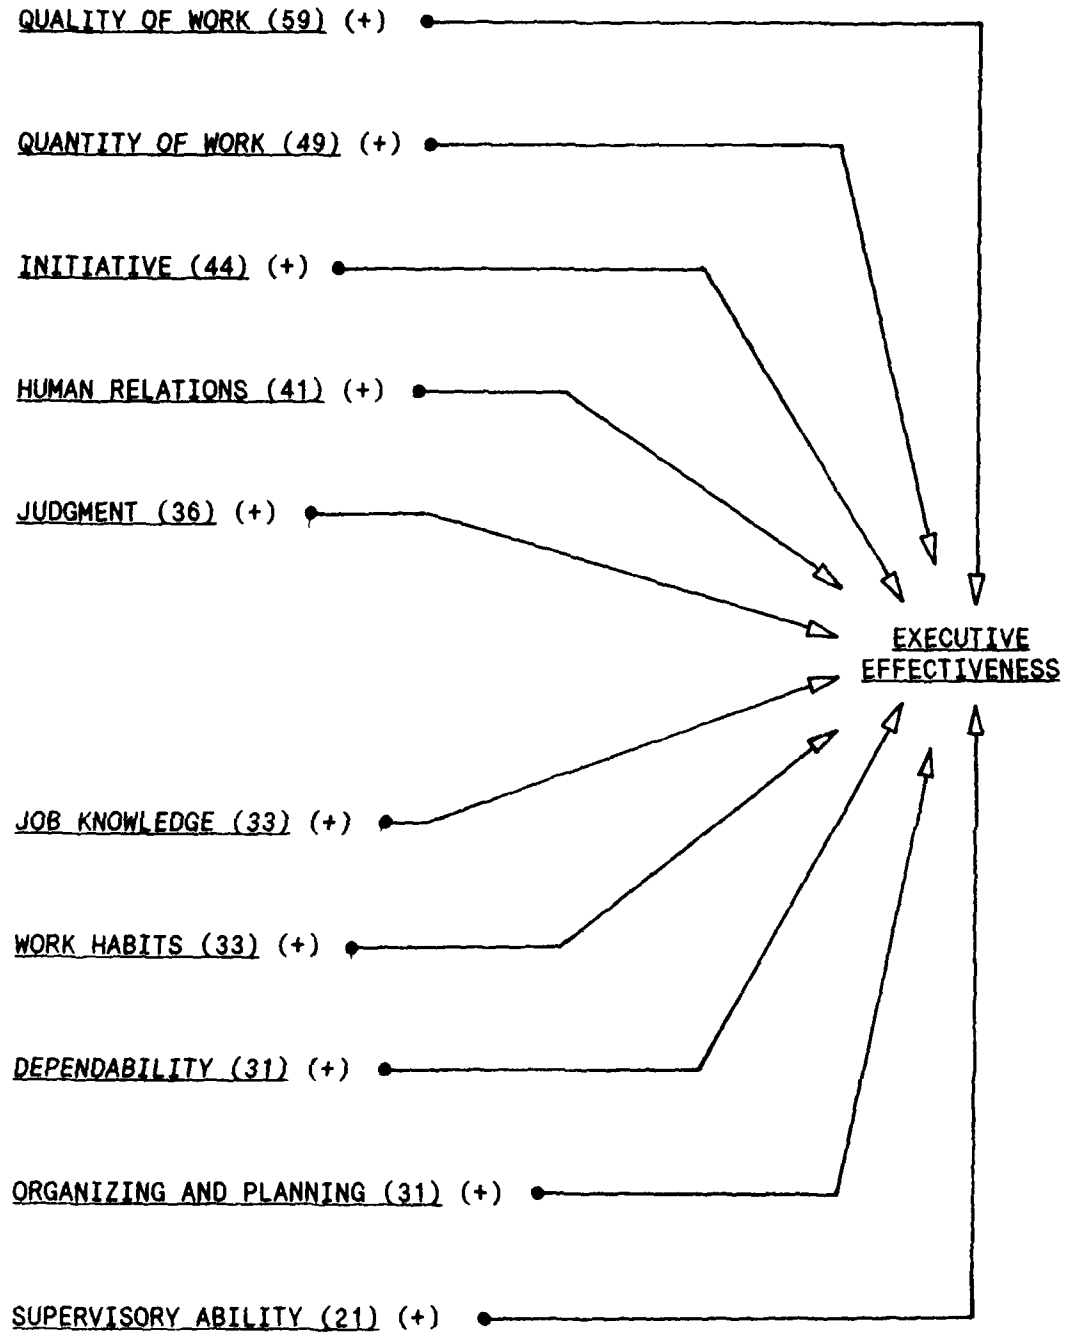 QUALITY OF WORK (59) (+)
QUANTITY OF WORK (49) (+)
INITIATIVE (44) (+)
HUMAN RELATIONS (41) (+)
JUDGMENT (36) (+)
EXECUTIVE
EFFECTIVENESS
JOB KNOWLEDGE (33) (+)
WORK HABITS (33) (+)
DEPENDABILITY (31) (+)
ORGANIZING AND PLANNING (31) (+)
SUPERVISORY ABILITY (21) (+)